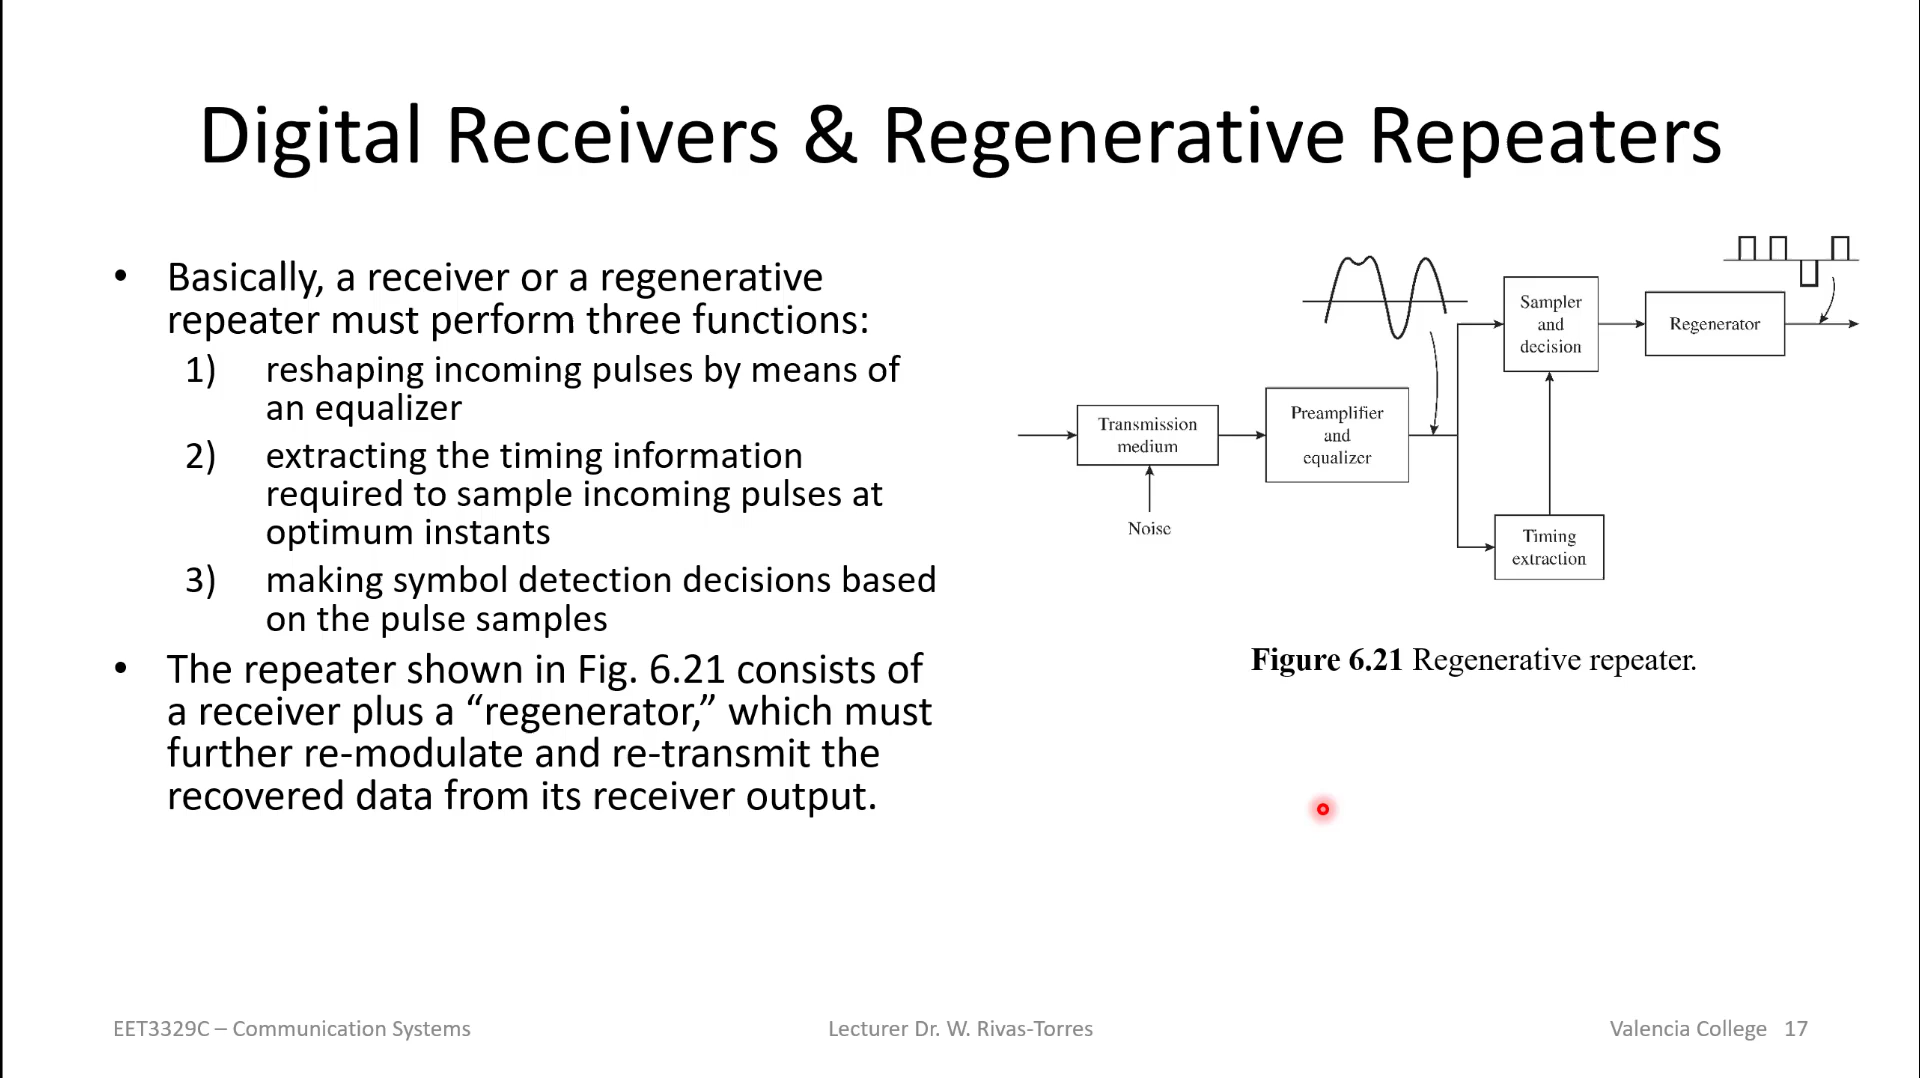 Digital Receivers & Regenerative Repeaters
• Basically, a receiver or a regenerative
repeater must perform three functions:
1) reshaping incoming pulses by means of
an equalizer
2) extracting the timing information
required to sample incoming pulses at
optimum instants
3) making symbol detection decisions based
on the pulse samples
• The repeater shown in Fig. 6.21 consists of
a receiver plus a “regenerator,” which must
further re-modulate and re-transmit the
recovered data from its receiver output.
Transmission
medium
Noise
Preamplifier
and
equalizer
Sampler
and
decision
Regenerator
Timing
extraction
Figure 6.21 Regenerative repeater.
EET3329C – Communication Systems
Lecturer Dr. W. Rivas-Torres
Valencia College 17